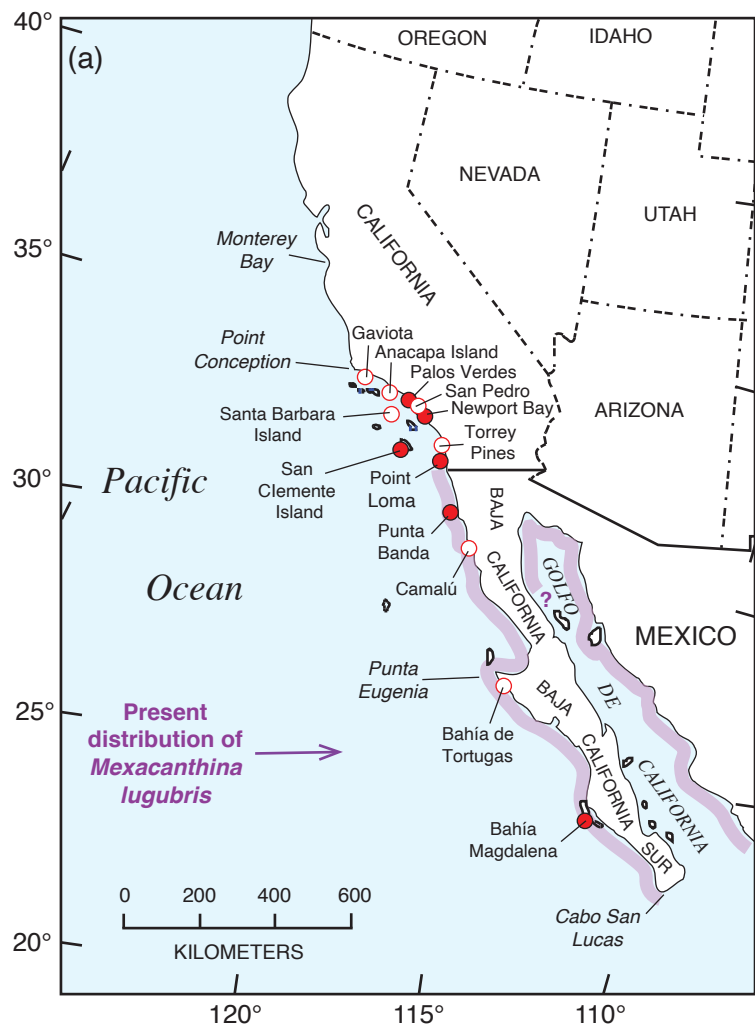 40°
(a)
OREGON
IDAHO
NEVADA
UTAH
CALIFORNIA
35°
Monterey
Bay
Point
Conception
Gaviota
Anacapa Island
Palos Verdes
San Pedro
Newport Bay
Santa Barbara
Island
Torrey
Pines
ARIZONA
30°
Pacific
Ocean
San
Clemente
Island
Point
Loma
BAJA
CALIFORNIA
Punta
Banda
Camalú
GOLFO
DE
CALIFORNIA
?
MEXICO
Punta
Eugenia
BAJA
CALIFORNIA
SUR
25°
Present
distribution of
Mexacanthina
lugubris
Bahía de
Tortugas
Bahía
Magdalena
0 200 400 600
KILOMETERS
Cabo San
Lucas
20°
120° 115° 110°